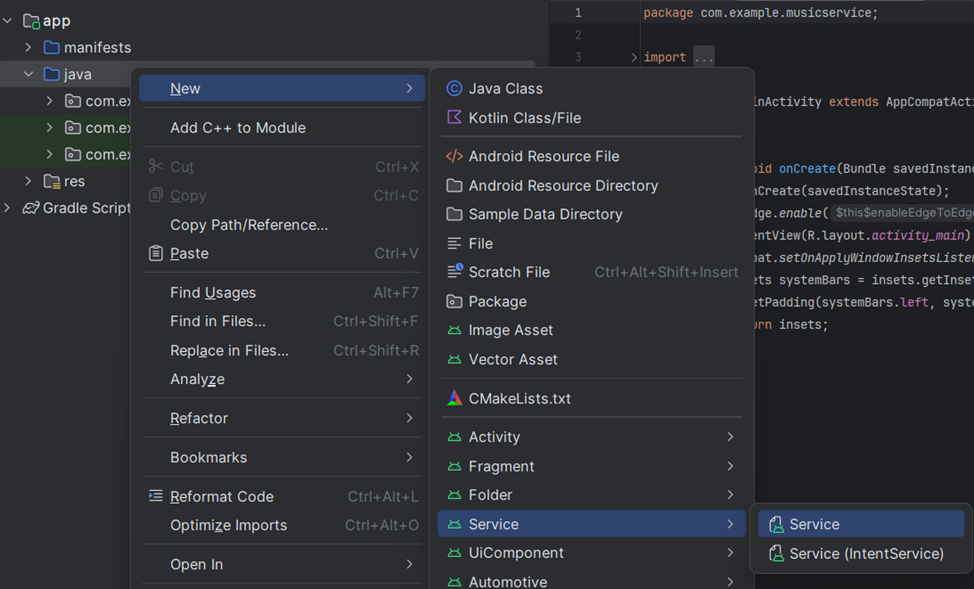 app
manifests
java
com.ex
com.ex
com.ex
res
Gradle Script
New
Add C++ to Module
Cut Ctrl+X
Copy Ctrl+C
Copy Path/Reference...
Paste Ctrl+V
Find Usages Alt+F7
Find in Files... Ctrl+Shift+F
Replace in Files... Ctrl+Shift+R
Analyze
Refactor
Bookmarks
Reformat Code Ctrl+Alt+L
Optimize Imports Ctrl+Alt+O
Open In
Java Class
Kotlin Class/File
Android Resource File
Android Resource Directory
Sample Data Directory
File
Scratch File Ctrl+Alt+Shift+Insert
Package
Image Asset
Vector Asset
CMakeLists.txt
Activity
Fragment
Folder
Service
UiComponent
Automotive
Service
Service (IntentService)
1 package com.example.musicservice;
2
3 import ...
inActivity extends AppCompatActi
id onCreate(Bundle savedInstanc
nCreate(savedInstanceState);
dge.enable( $this$enableEdgeToEdge
entView(R.layout.activity_main)
pat.setOnApplyWindowInsetsListen
ets systemBars = insets.getInse
etPadding(systemBars.left, syste
urn insets;